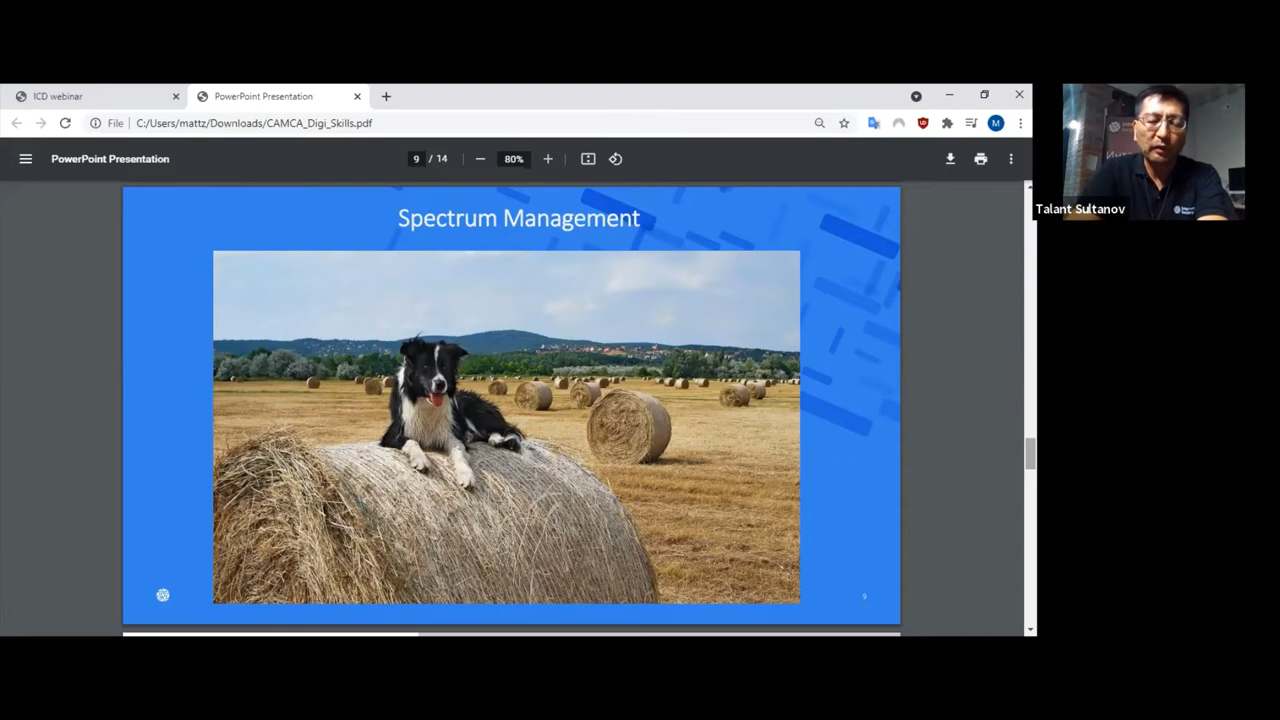 ICD webinar
PowerPoint Presentation
File
C:/Users/mattz/Downloads/CAMCA_Digi_Skills.pdf
M
PowerPoint Presentation
9 / 14
80%
Talant Sultanov
Spectrum Management
9